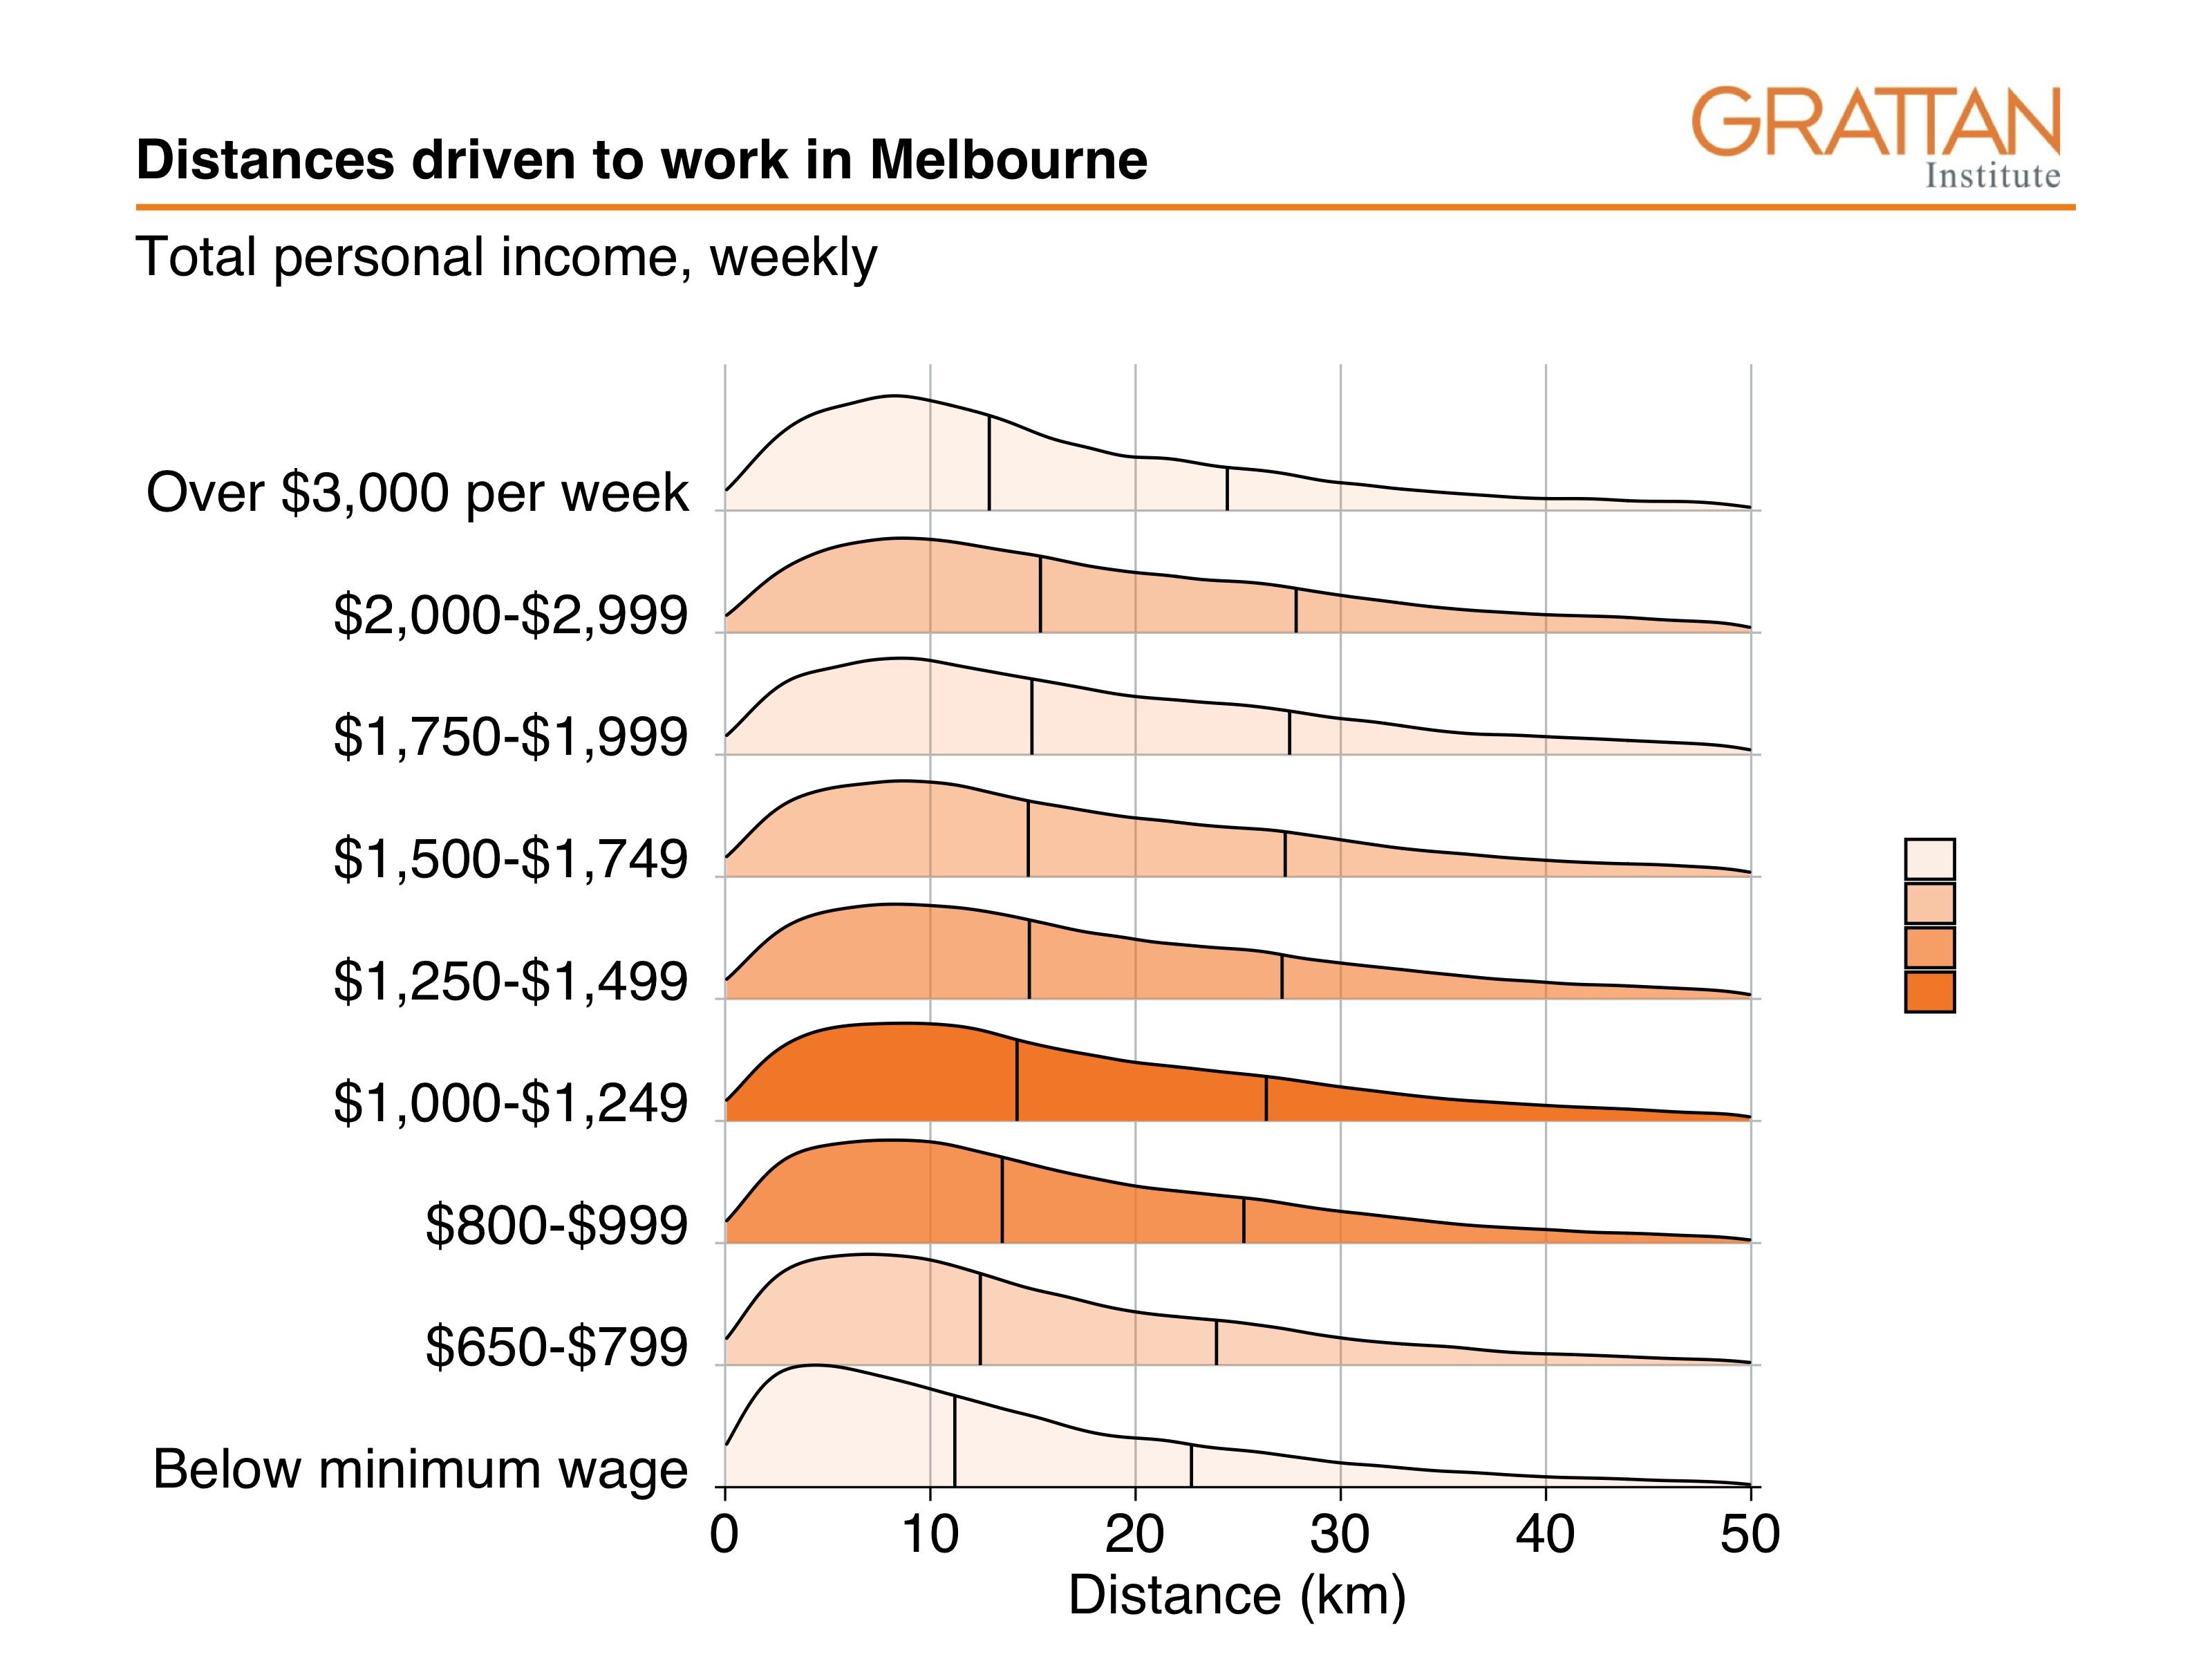 GRATTAN
Institute
Distances driven to work in Melbourne
Total personal income, weekly
Over $3,000 per week
$2,000-$2,999
$1,750-$1,999
$1,500-$1,749
$1,250-$1,499
$1,000-$1,249
$800-$999
$650-$799
Below minimum wage
0 10 20 30 40 50
Distance (km)